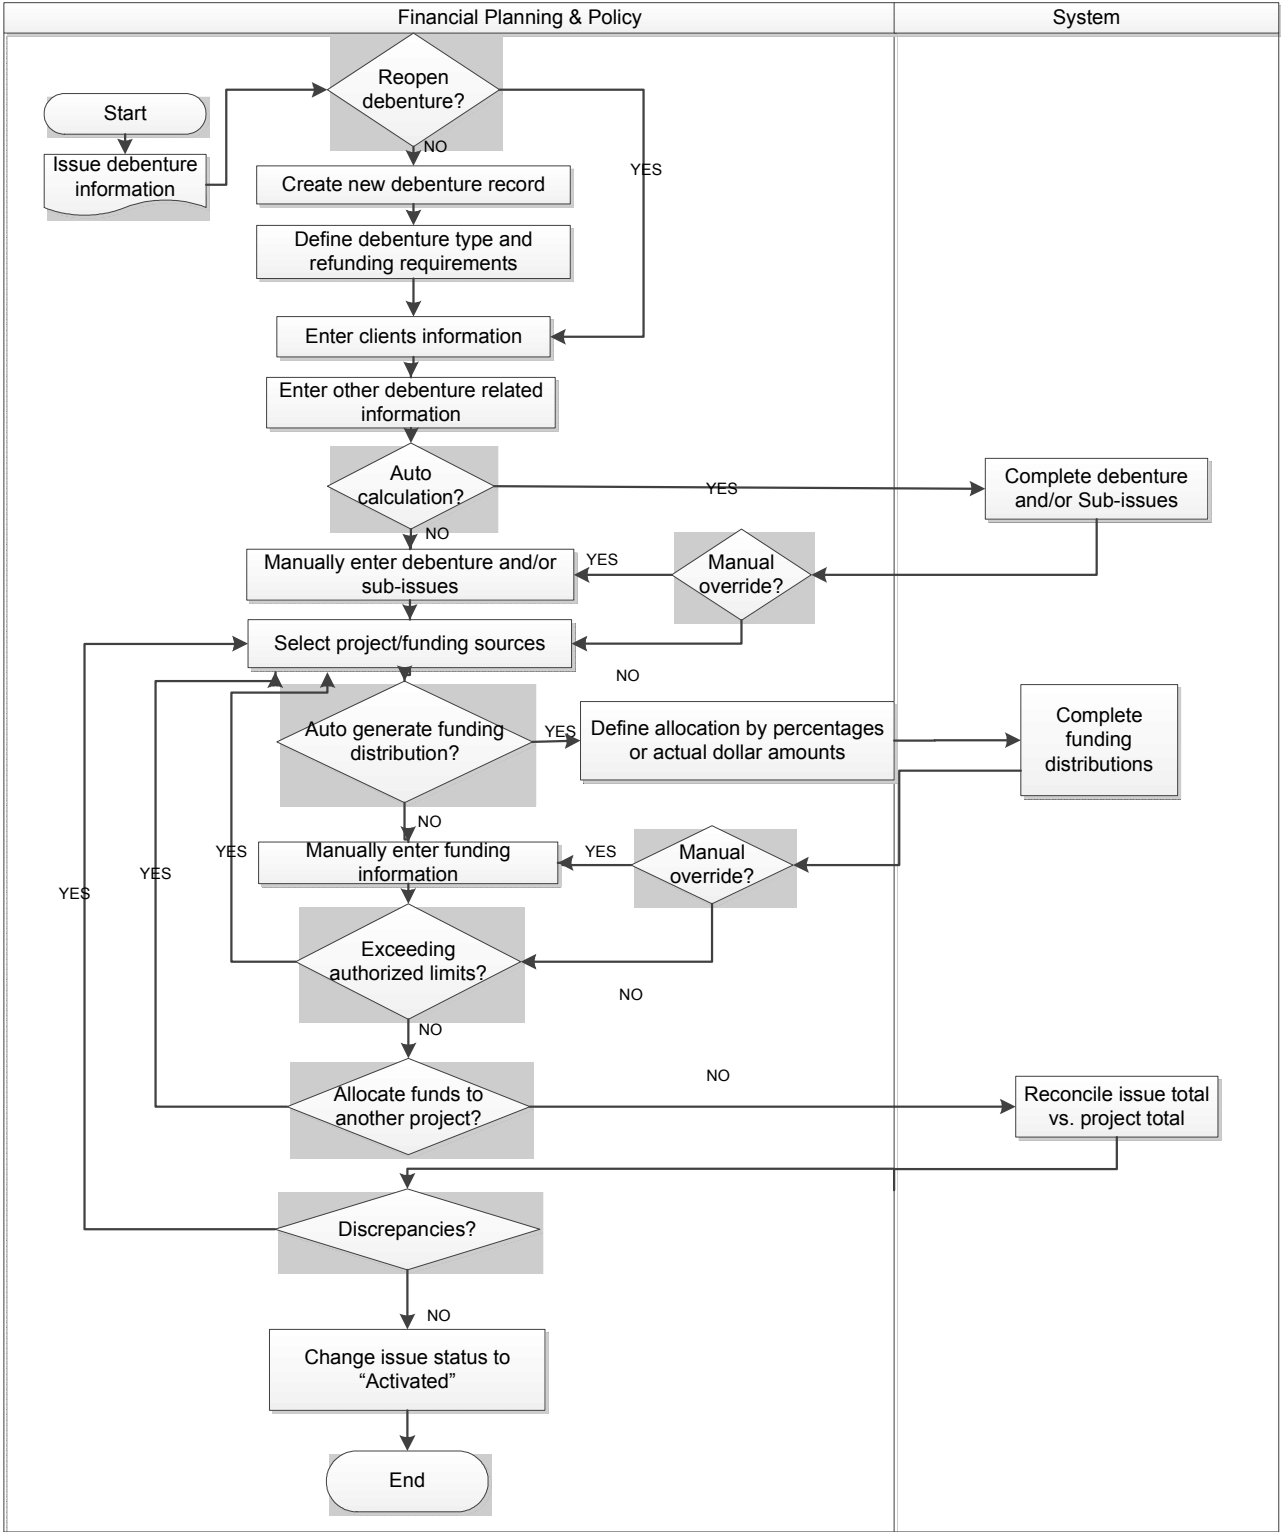 Financial Planning & Policy
System
Reopen
debenture?
Start
NO
Issue debenture
information
YES
Create new debenture record
Define debenture type and
refunding requirements
Enter clients information
Enter other debenture related
information
Auto
calculation?
YES
Complete debenture
and/or Sub-issues
NO
Manually enter debenture and/or
sub-issues
YES
Manual
override?
Select project/funding sources
NO
Auto generate funding
distribution?
YES
Define allocation by percentages
or actual dollar amounts
Complete
funding
distributions
NO
Manually enter funding
information
YES
Manual
override?
YES
YES
YES
Exceeding
authorized limits?
NO
NO
Allocate funds to
another project?
NO
Reconcile issue total
vs. project total
Discrepancies?
NO
Change issue status to
“Activated”
End